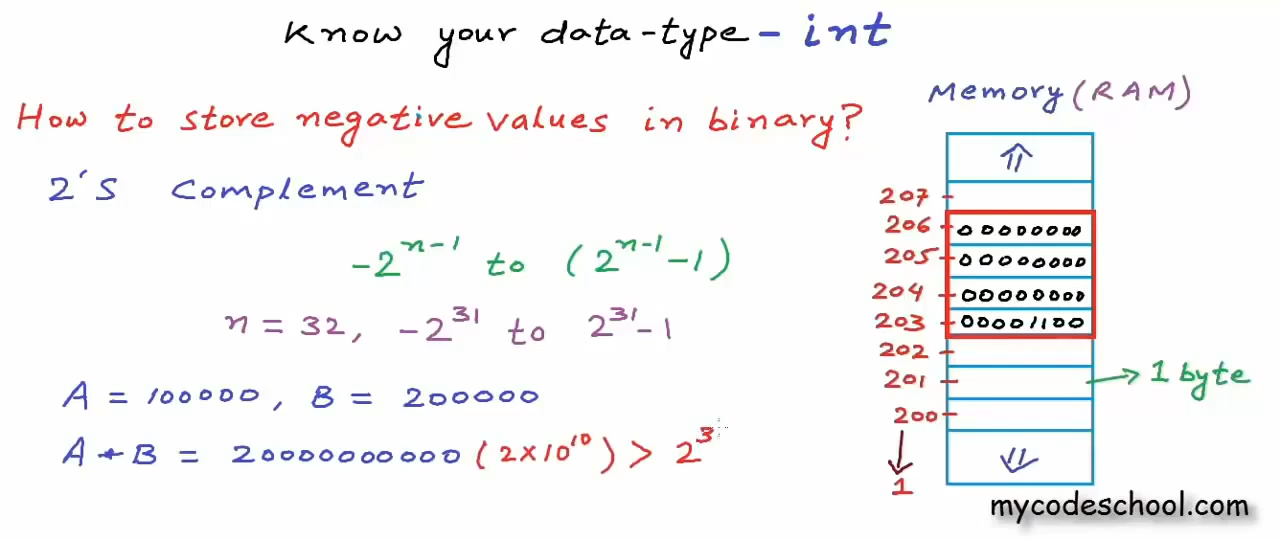 Know your data-type - int
Memory (RAM)
How to store negative values in binary?
2's Complement
-2^(n-1) to (2^(n-1) - 1)
n = 32, -2^31 to 2^31 - 1
A = 100000, B = 200000
A * B = 20000000000 (2×10^10) > 2^3
207
206 00000000
205 00000000
204 00000000
203 00001100
202
201 → 1 byte
200
1
mycodeschool.com